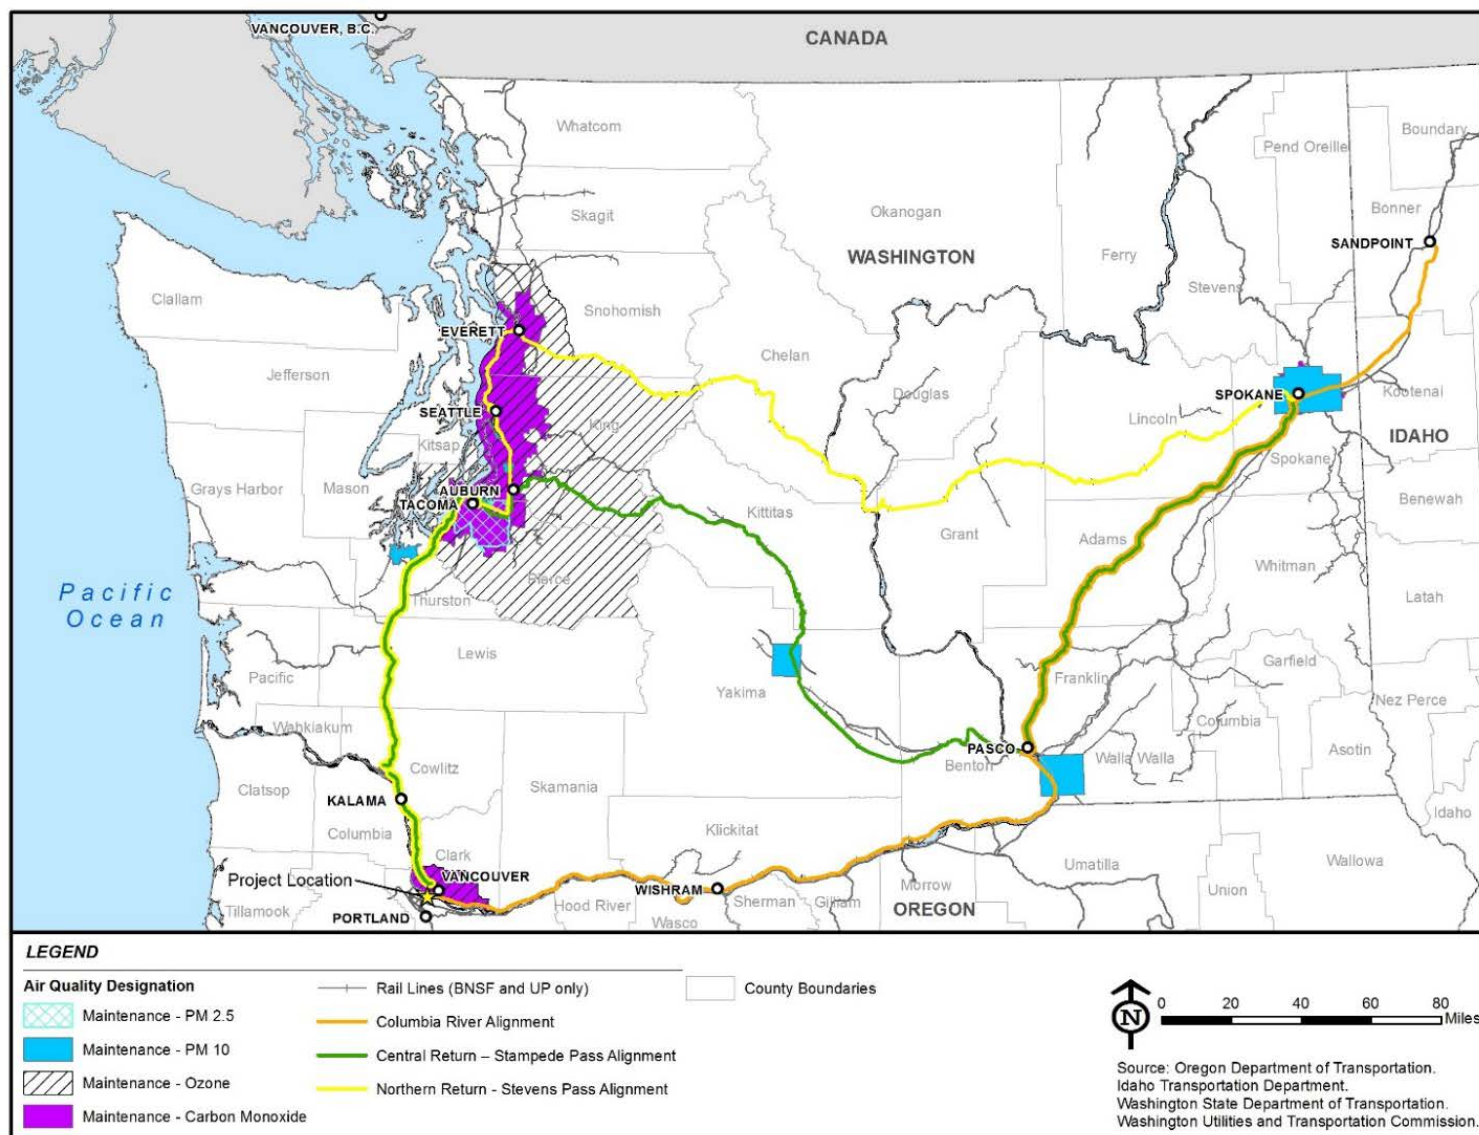 VANCOUVER, B.C.
CANADA
Whatcom
Pend Oreille
Boundary
Skagit
Okanogan
Bonner
SANDPOINT
WASHINGTON
Ferry
Stevens
Clallam
Snohomish
EVERETT
Chelan
Jefferson
Douglas
SPOKANE
Kootenai
SEATTLE
Lincoln
King
IDAHO
Kitsap
Spokane
Grays Harbor
Mason
AUBURN
TACOMA
Benewah
Kittitas
Grant
Adams
Whitman
Pacific
Ocean
Pierce
Thurston
Latah
Lewis
Garfield
Pacific
Yakima
Franklin
Nez Perce
Wahkiakum
Columbia
PASCO
Asotin
Benton
Walla Walla
Cowlitz
Clatsop
Skamania
KALAMA
Idaho
Columbia
Klickitat
Clark
Umatilla
Wallowa
Project Location
VANCOUVER
WISHRAM
Morrow
Union
Tillamook
Hood River
Sherman
Gilliam
OREGON
PORTLAND
Wasco
LEGEND
Air Quality Designation
Maintenance - PM 2.5
Maintenance - PM 10
Maintenance - Ozone
Maintenance - Carbon Monoxide
Rail Lines (BNSF and UP only)
Columbia River Alignment
Central Return – Stampede Pass Alignment
Northern Return - Stevens Pass Alignment
County Boundaries
N
0 20 40 60 80
Miles
Source: Oregon Department of Transportation.
Idaho Transportation Department.
Washington State Department of Transportation.
Washington Utilities and Transportation Commission.